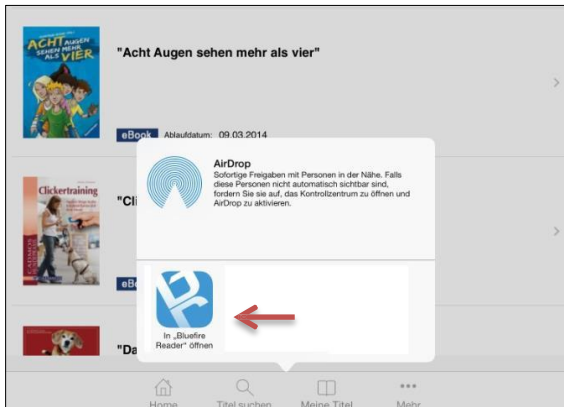 ACHT AUGEN
SEHEN MEHR
ALS VIER
"Acht Augen sehen mehr als vier"
eBook Ablaufdatum: 09.03.2014
AirDrop
Sofortige Freigaben mit Personen in der Nähe. Falls
diese Personen nicht automatisch sichtbar sind,
fordern Sie sie auf, das Kontrollzentrum zu öffnen und
AirDrop zu aktivieren.
Clickertraining
"Cli
CADMOS
eB
In „Bluefire
Reader“ öffnen
"Da
Home
Titel suchen
Meine Titel
Mehr